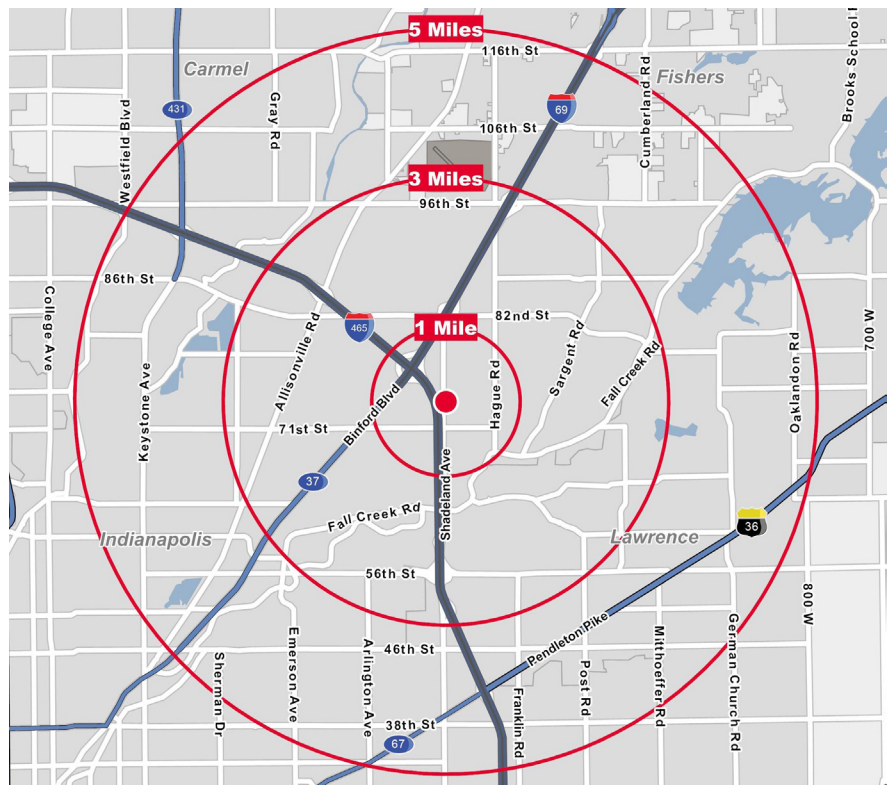 5 Miles
116th St
Carmel
Fishers
Cumberland Rd
Brooks School
431
Gray Rd
69
106th St
Westfield Blvd
3 Miles
96th St
86th St
College Ave
Allisonville Rd
465
1 Mile
82nd St
700 W
Sargent Rd
Fall Creek Rd
Oaklandon Rd
Hague Rd
Keystone Ave
Binford Blvd
71st St
37
Shadeland Ave
Fall Creek Rd
Indianapolis
Lawrence
36
56th St
800 W
46th St
Pendleton Pike
Sherman Dr
Emerson Ave
Arlington Ave
Franklin Rd
Post Rd
Mitthoeffer Rd
German Church Rd
38th St
67